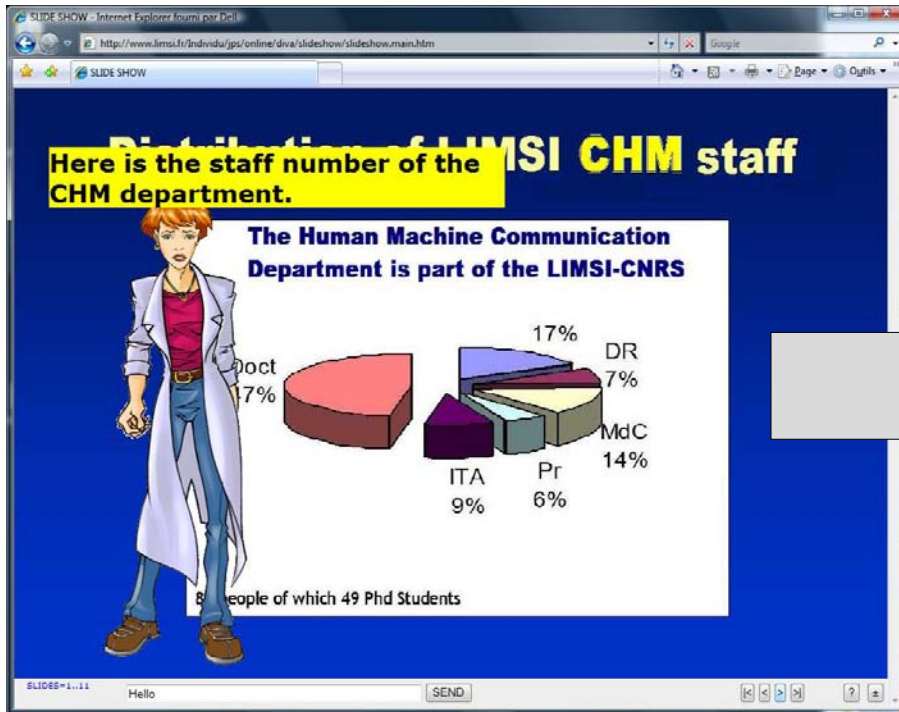 SLIDE SHOW - Internet Explorer fourni par Dell
http://www.limsi.fr/Individu/jps/online/diva/slideshow/slideshow.main.htm
Google
SLIDE SHOW
Page
Outils
Distribution of LIMSI CHM staff
Here is the staff number of the
CHM department.
The Human Machine Communication
Department is part of the LIMSI-CNRS
17%
DR
7%
MdC
14%
Pr
6%
ITA
9%
Doct
7%
8 people of which 49 Phd Students
SLIDES=1..11
Hello
SEND
|< < > >|
? ±